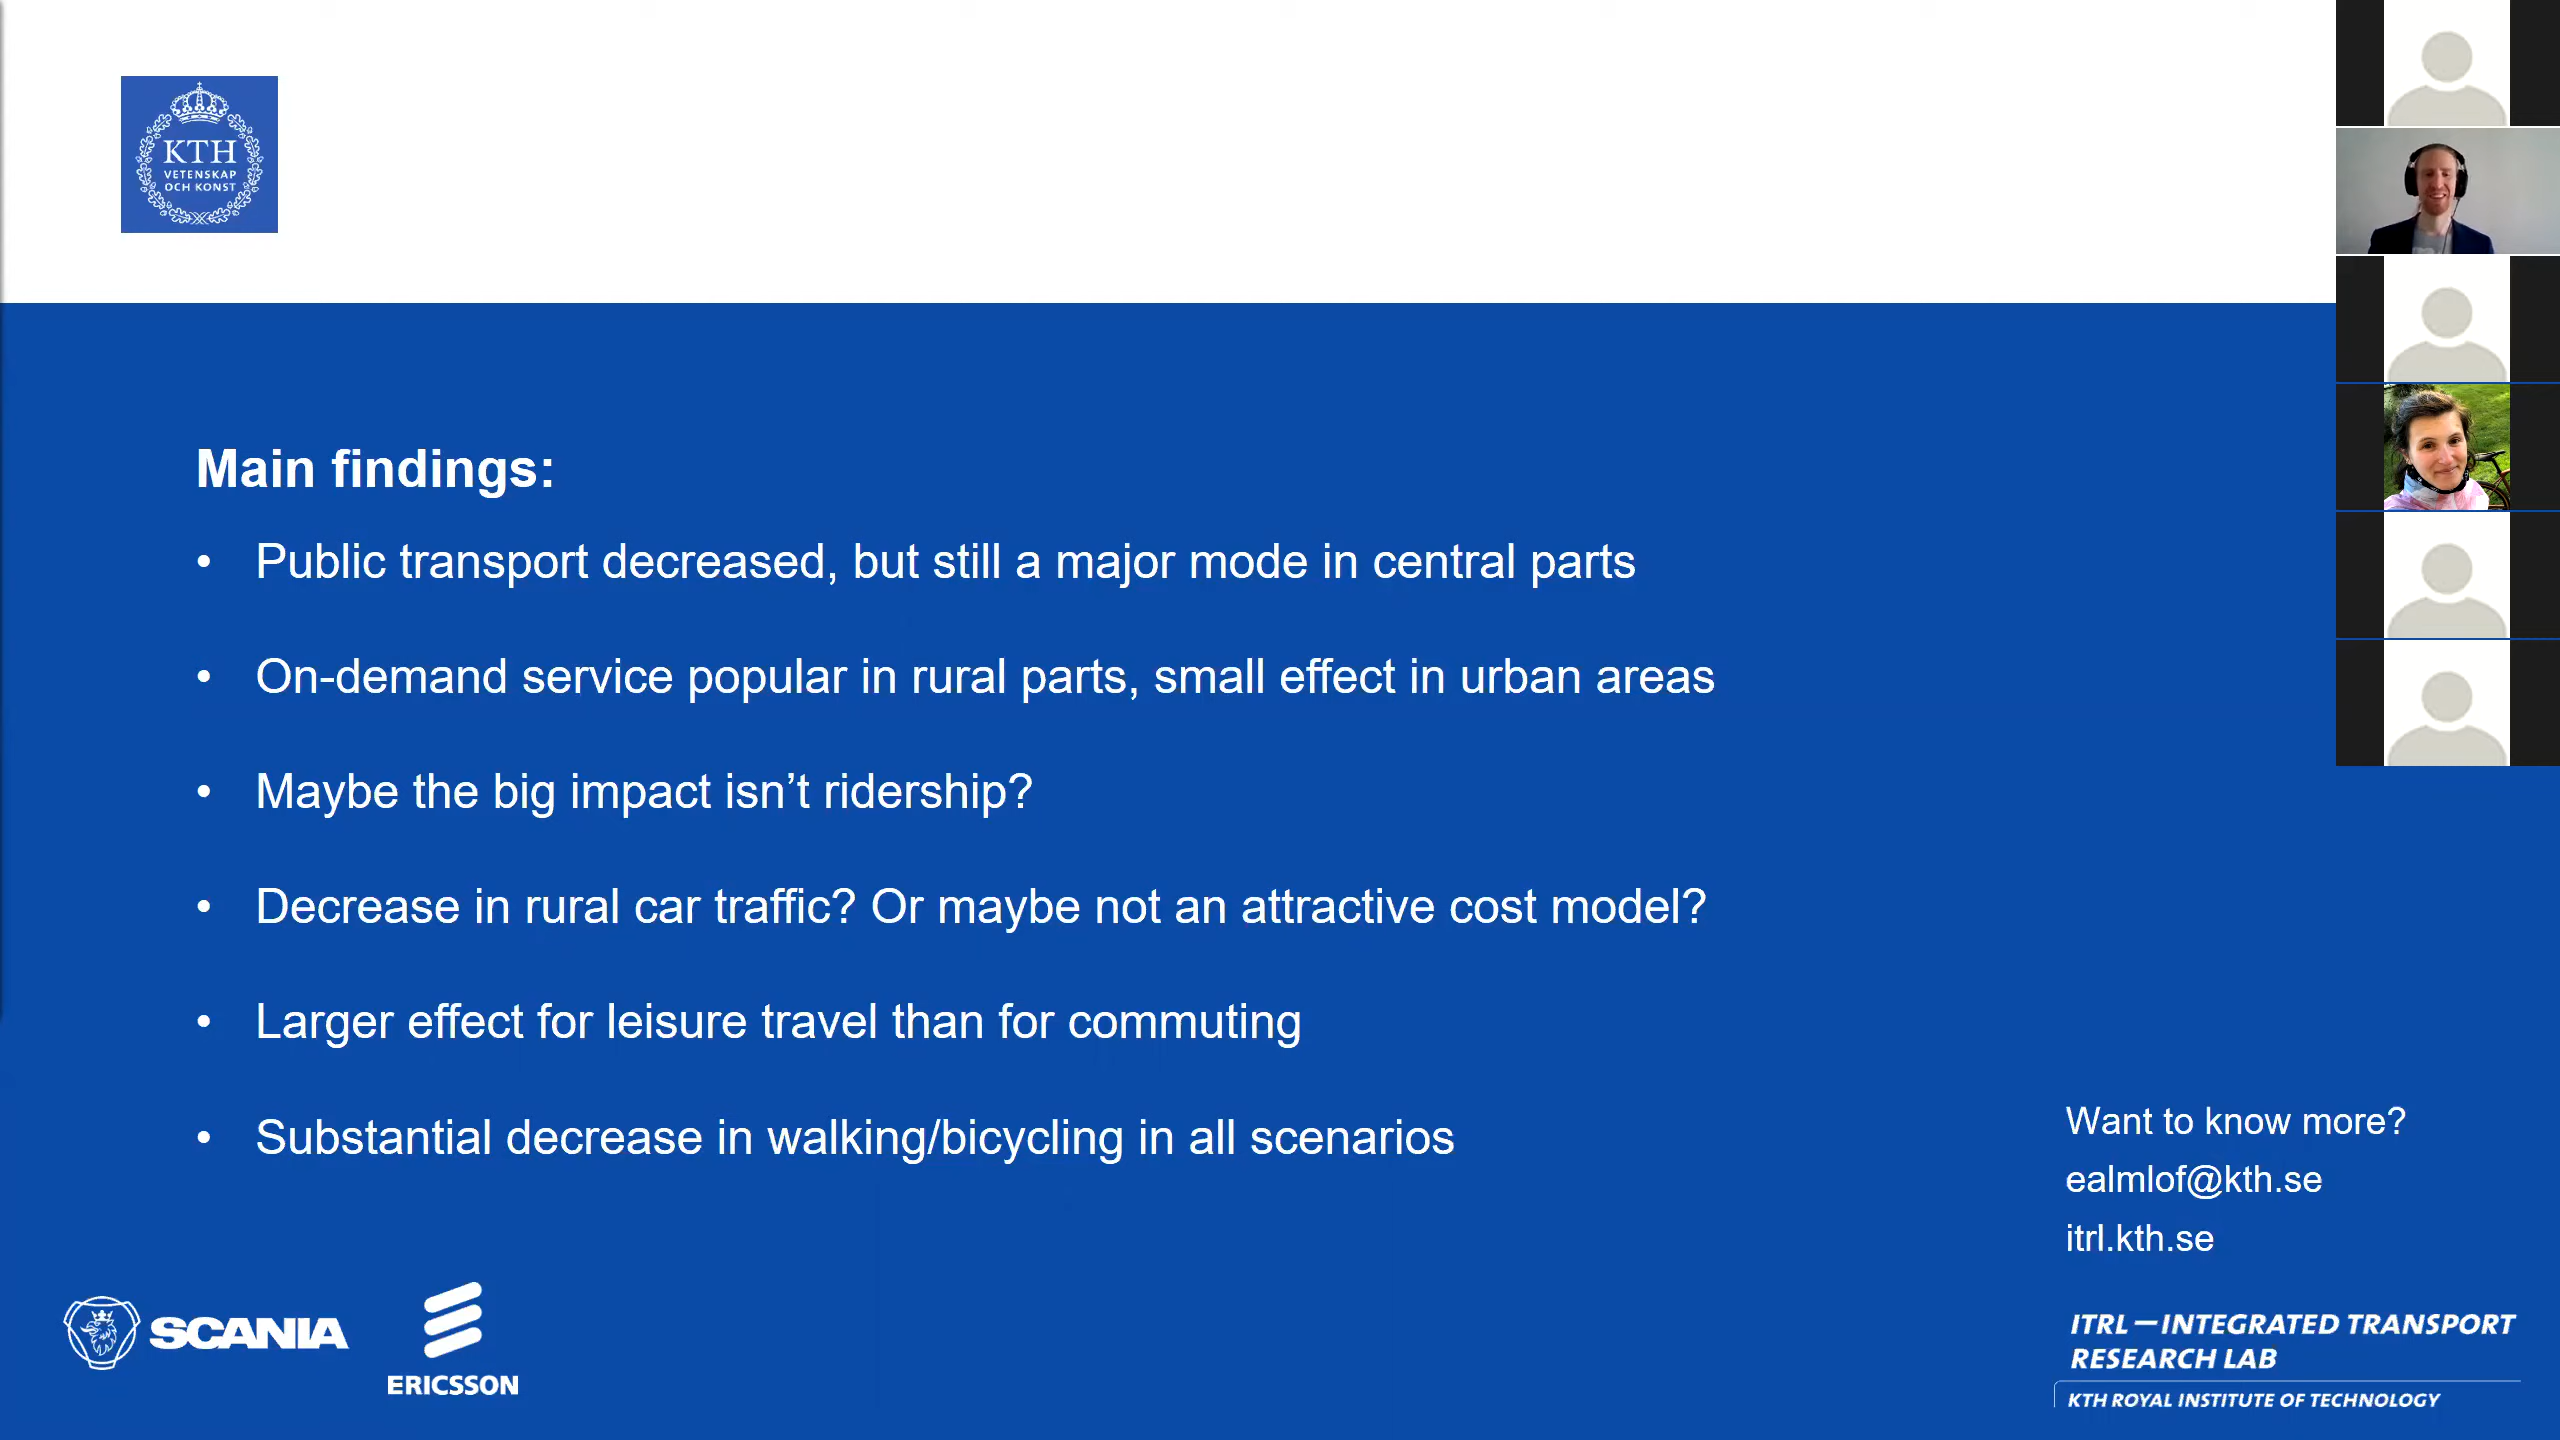 KTH
VETENSKAP
OCH KONST
Main findings:
• Public transport decreased, but still a major mode in central parts
• On-demand service popular in rural parts, small effect in urban areas
• Maybe the big impact isn’t ridership?
• Decrease in rural car traffic? Or maybe not an attractive cost model?
• Larger effect for leisure travel than for commuting
• Substantial decrease in walking/bicycling in all scenarios
Want to know more?
ealmlof@kth.se
itrl.kth.se
SCANIA
ERICSSON
ITRL – INTEGRATED TRANSPORT
RESEARCH LAB
KTH ROYAL INSTITUTE OF TECHNOLOGY